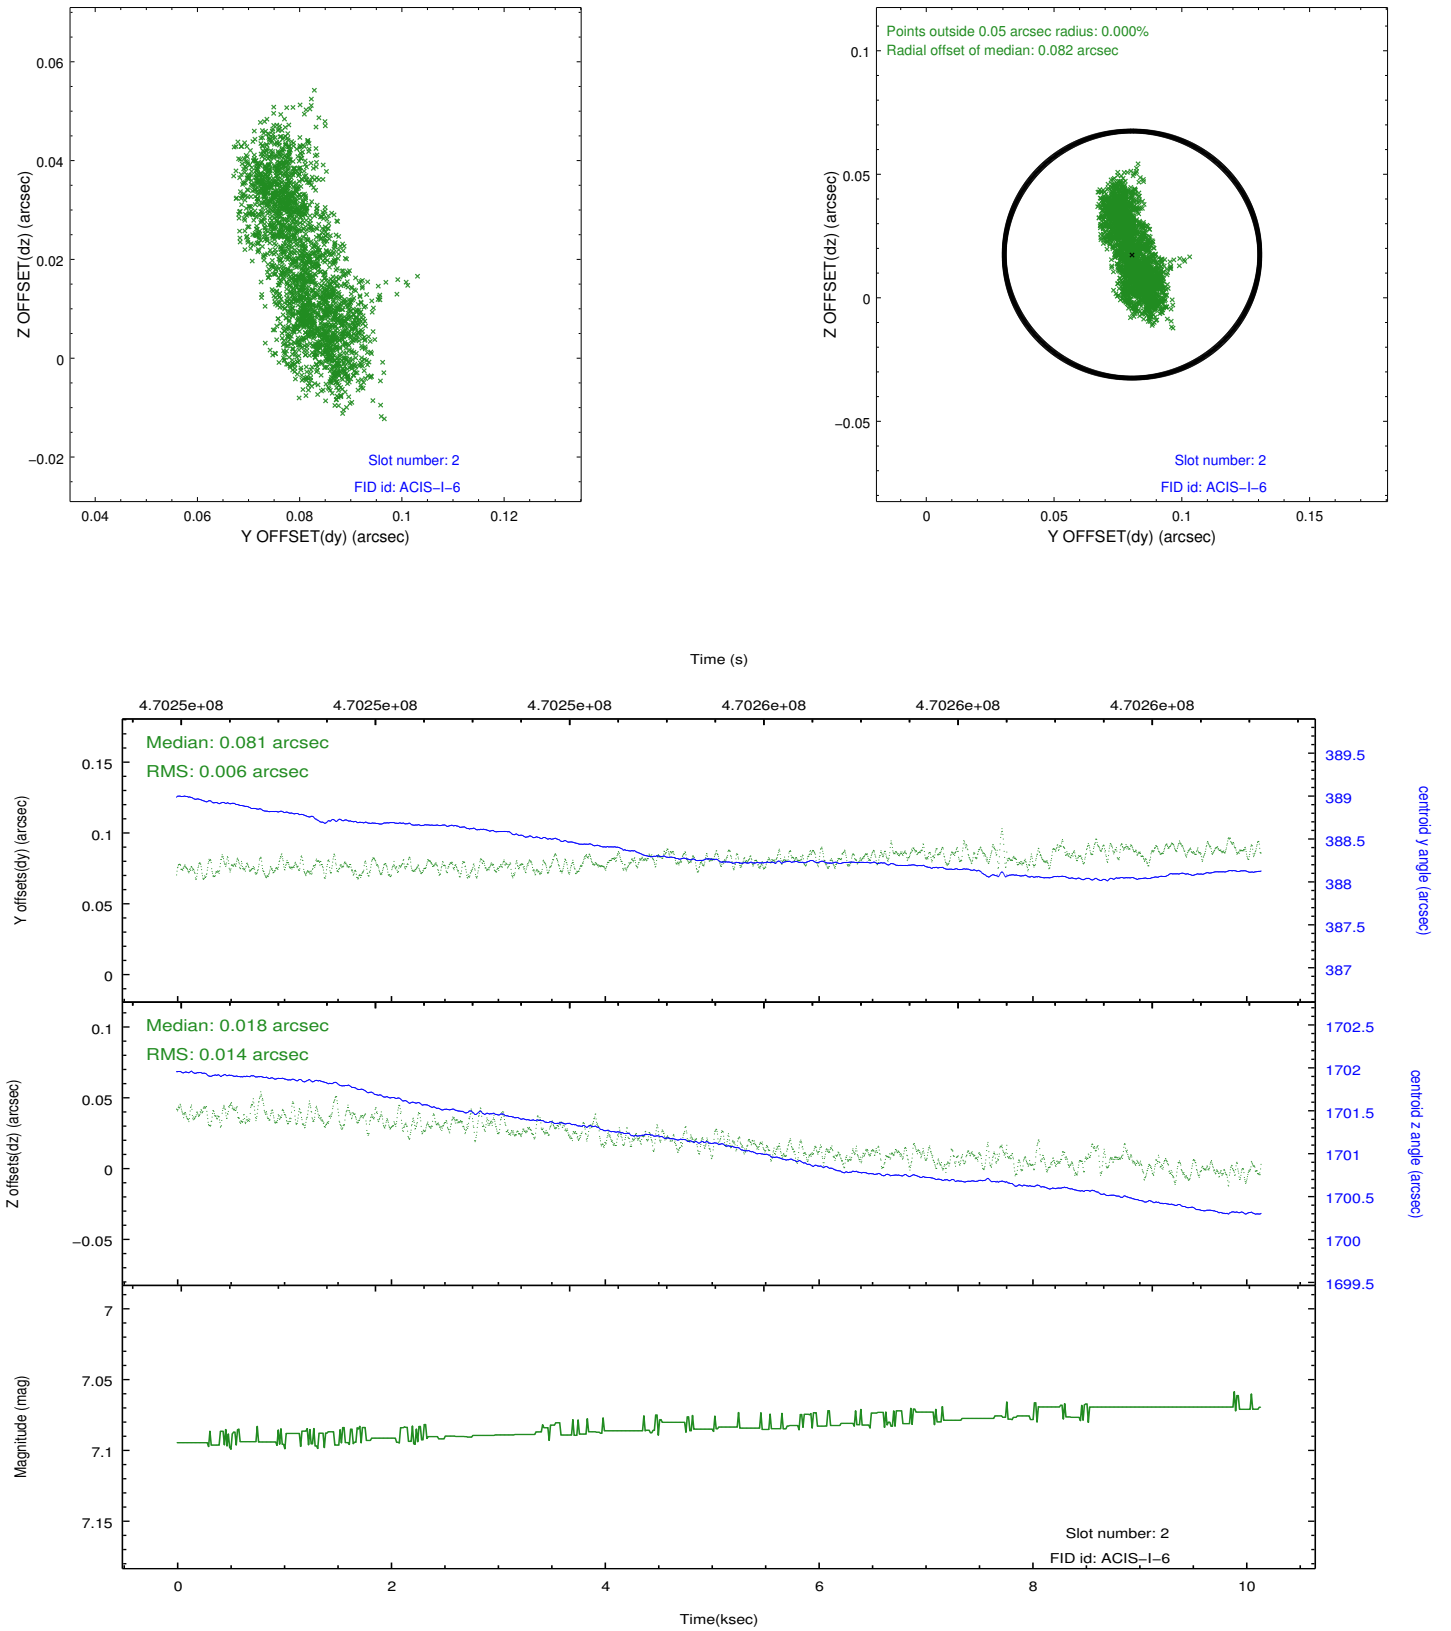 0.06
0.04
0.02
0
−0.02
Z OFFSET(dz) (arcsec)
Slot number: 2
FID id: ACIS−I−6
0.04 0.06 0.08 0.1 0.12
Y OFFSET(dy) (arcsec)
Points outside 0.05 arcsec radius: 0.000%
Radial offset of median: 0.082 arcsec
0.1
0.05
0
−0.05
Z OFFSET(dz) (arcsec)
Slot number: 2
FID id: ACIS−I−6
0 0.05 0.1 0.15
Y OFFSET(dy) (arcsec)
Time (s)
4.7025e+08 4.7025e+08 4.7025e+08 4.7026e+08 4.7026e+08 4.7026e+08
Median: 0.081 arcsec
RMS: 0.006 arcsec
0.15
0.1
0.05
0
Y offsets(dy) (arcsec)
389.5
389
388.5
388
387.5
387
centroid y angle (arcsec)
Median: 0.018 arcsec
RMS: 0.014 arcsec
0.1
0.05
0
−0.05
Z offsets(dz) (arcsec)
1702.5
1702
1701.5
1701
1700.5
1700
1699.5
centroid z angle (arcsec)
7
7.05
7.1
7.15
Magnitude (mag)
Slot number: 2
FID id: ACIS−I−6
0 2 4 6 8 10
Time(ksec)